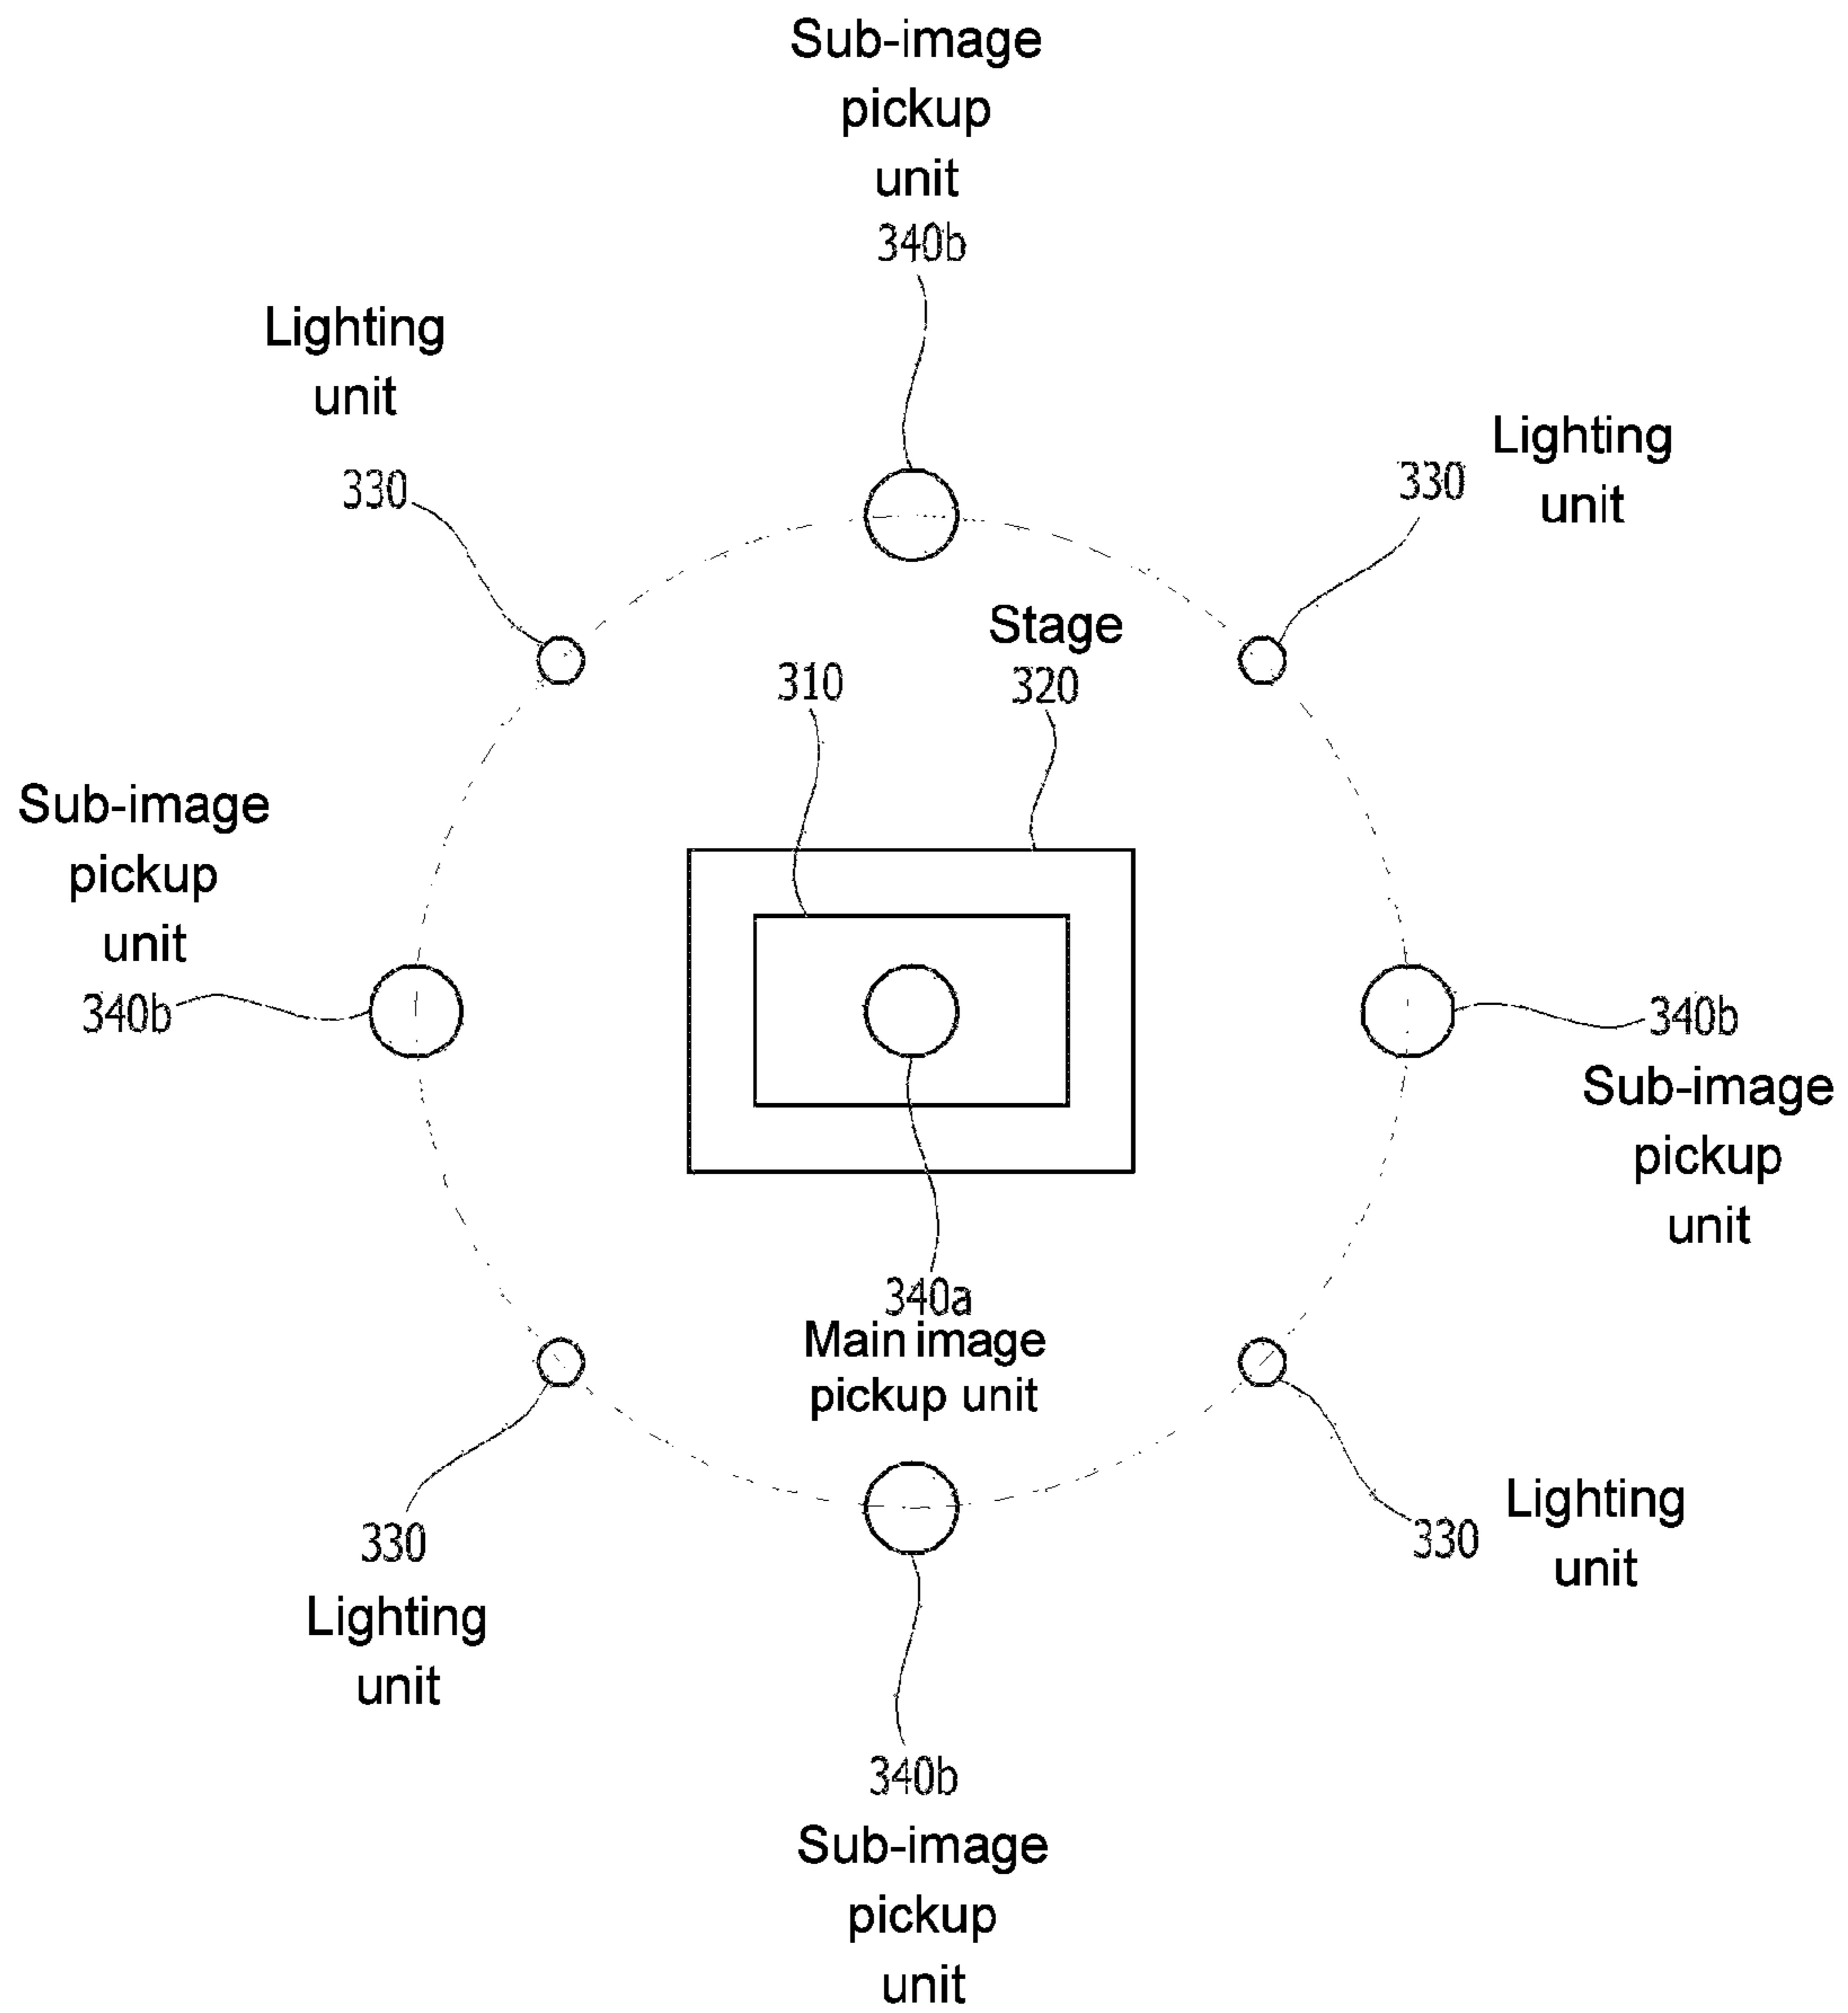 Sub-image
pickup
unit
340b
Lighting
unit
330
Lighting
unit
330
Stage
320
310
Sub-image
pickup
unit
340b
340b
Sub-image
pickup
unit
340a
Main image
pickup unit
330
Lighting
unit
Lighting
unit
330
340b
Sub-image
pickup
unit